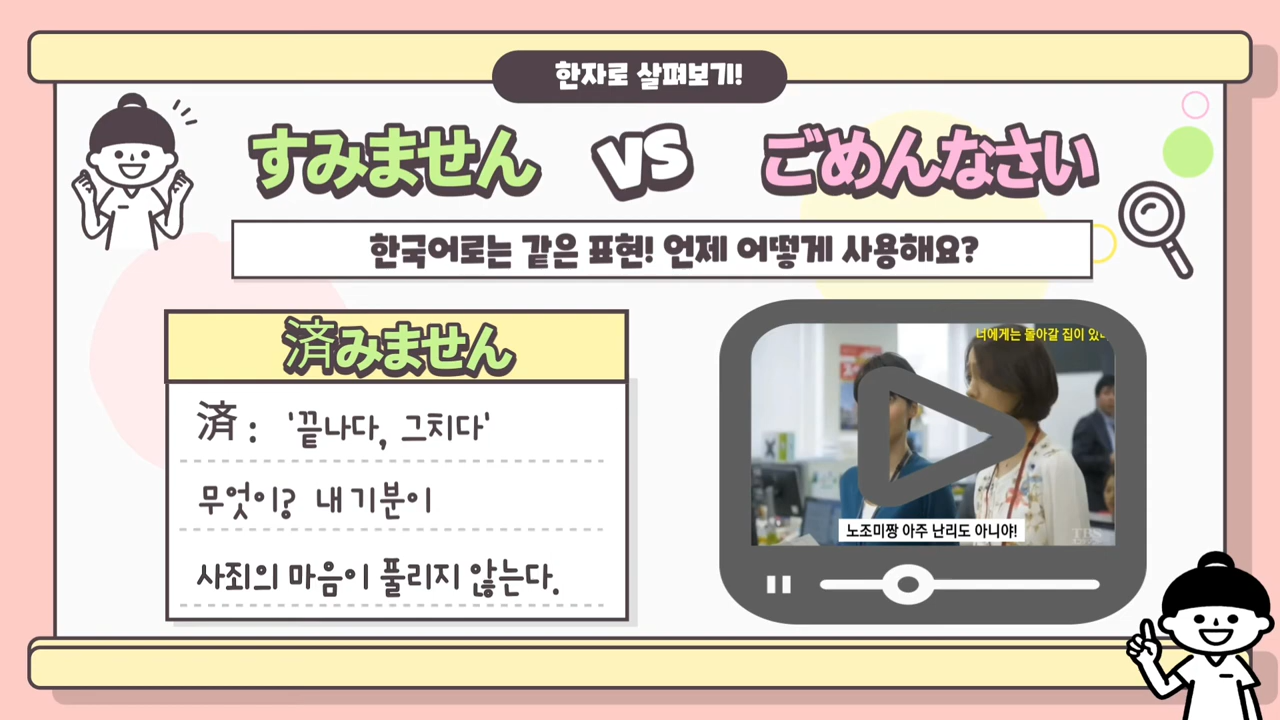 한자로 살펴보기!
すみません VS ごめんなさい
한국어로는 같은 표현! 언제 어떻게 사용해요?
済みません
済 : '끝나다, 그치다'
무엇이? 내 기분이
사죄의 마음이 풀리지 않는다.
너에게는 돌아갈 집이 있
노조미짱 아주 난리도 아니야!
TBS